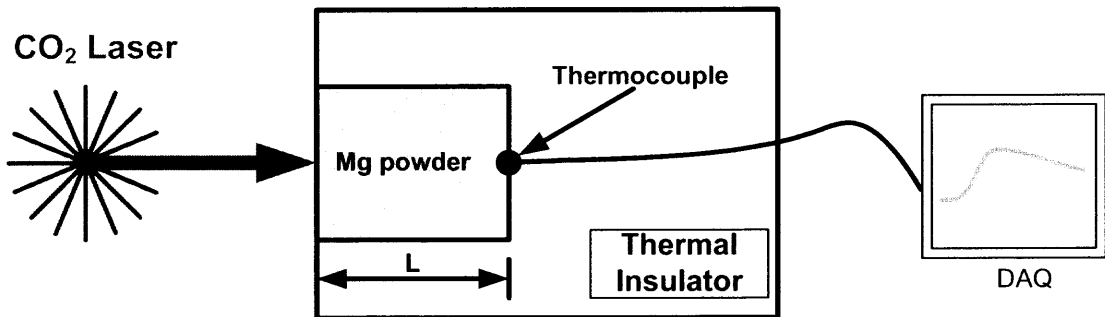 CO₂ Laser
Thermocouple
Mg powder
L
Thermal
Insulator
DAQ